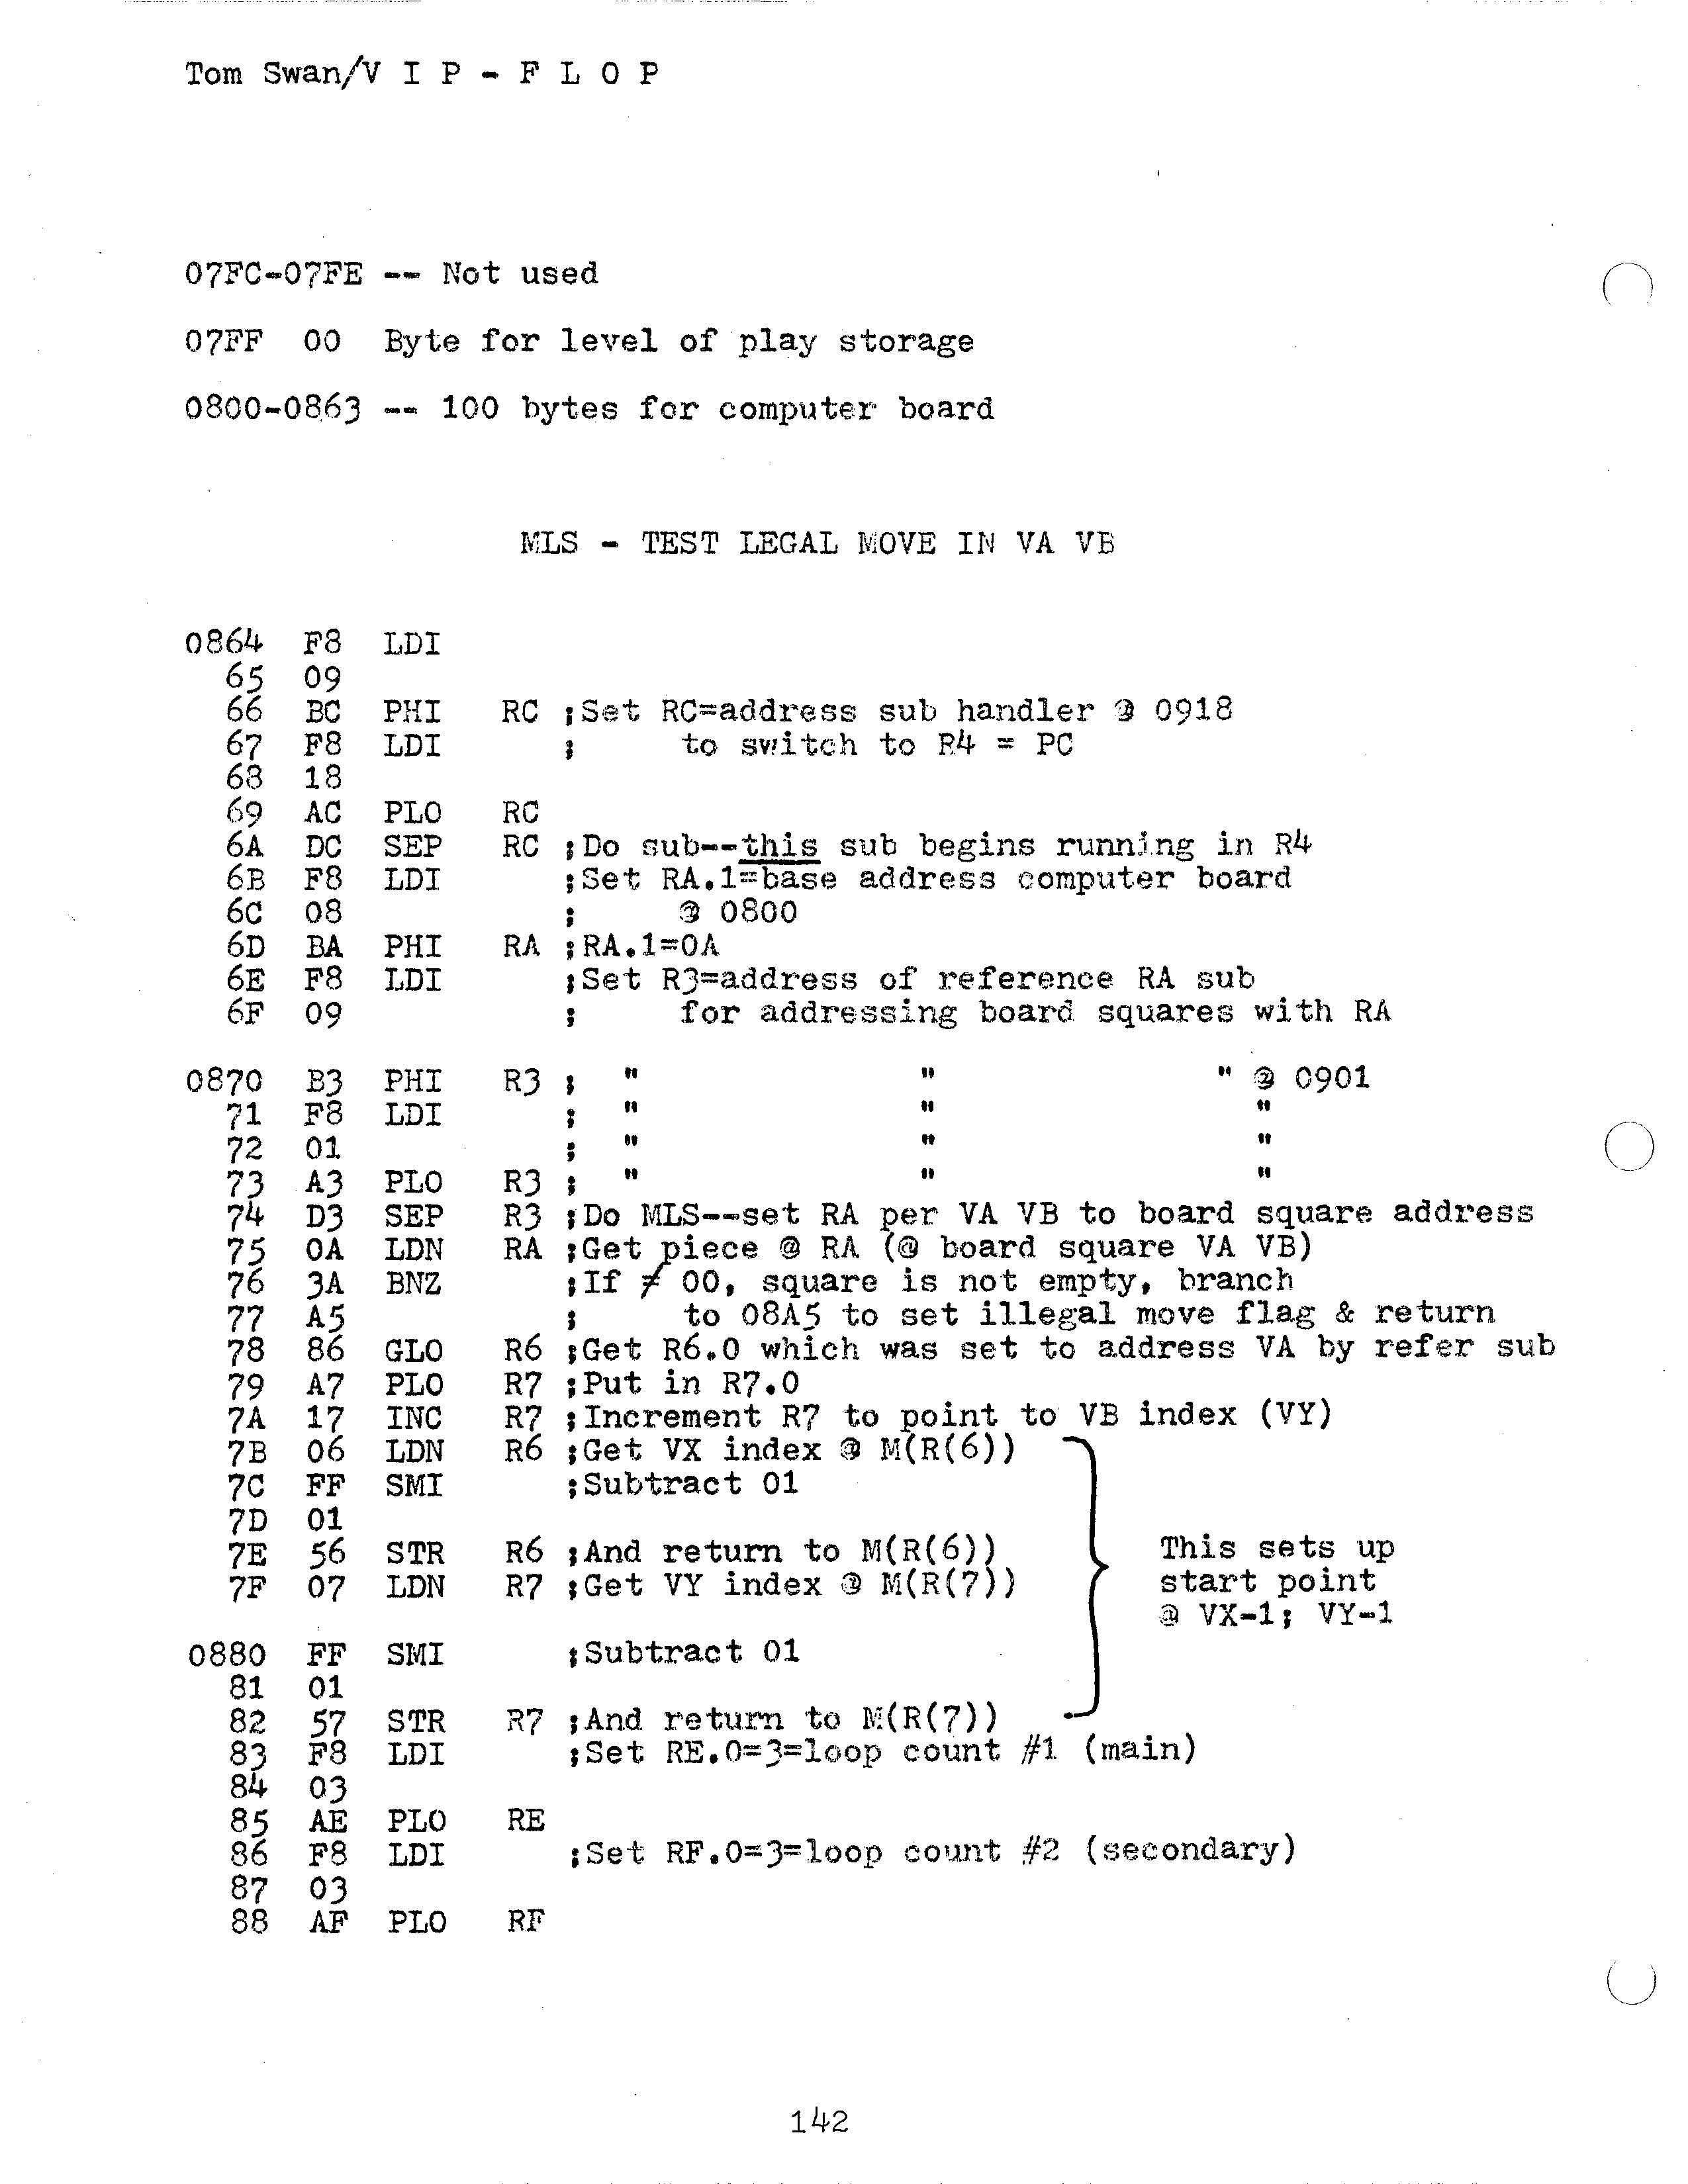 Tom Swan/V I P - F L O P
07FC-07FE -- Not used
07FF 00 Byte for level of play storage
0800-0863 -- 100 bytes for computer board
MLS - TEST LEGAL MOVE IN VA VB
0864 F8 LDI
65 09
66 BC PHI RC ;Set RC=address sub handler @ 0918
67 F8 LDI ; to switch to R4 = PC
68 18
69 AC PLO RC
6A DC SEP RC ;Do sub--this sub begins running in R4
6B F8 LDI ;Set RA.1=base address computer board
6C 08 ; @ 0800
6D BA PHI RA ;RA.1=0A
6E F8 LDI ;Set R3=address of reference RA sub
6F 09 ; for addressing board squares with RA
0870 B3 PHI R3 ; " " " @ 0901
71 F8 LDI ; " " "
72 01 ; " " "
73 A3 PLO R3 ; " " "
74 D3 SEP R3 ;Do MLS--set RA per VA VB to board square address
75 0A LDN RA ;Get piece @ RA (@ board square VA VB)
76 3A BNZ ;If ≠ 00, square is not empty, branch
77 A5 ; to 08A5 to set illegal move flag & return
78 86 GLO R6 ;Get R6.0 which was set to address VA by refer sub
79 A7 PLO R7 ;Put in R7.0
7A 17 INC R7 ;Increment R7 to point to VB index (VY)
7B 06 LDN R6 ;Get VX index @ M(R(6))
7C FF SMI ;Subtract 01
7D 01
7E 56 STR R6 ;And return to M(R(6)) This sets up
7F 07 LDN R7 ;Get VY index @ M(R(7)) start point
@ VX-1; VY-1
0880 FF SMI ;Subtract 01
81 01
82 57 STR R7 ;And return to M(R(7))
83 F8 LDI ;Set RE.0=3=loop count #1 (main)
84 03
85 AE PLO RE
86 F8 LDI ;Set RF.0=3=loop count #2 (secondary)
87 03
88 AF PLO RF
142